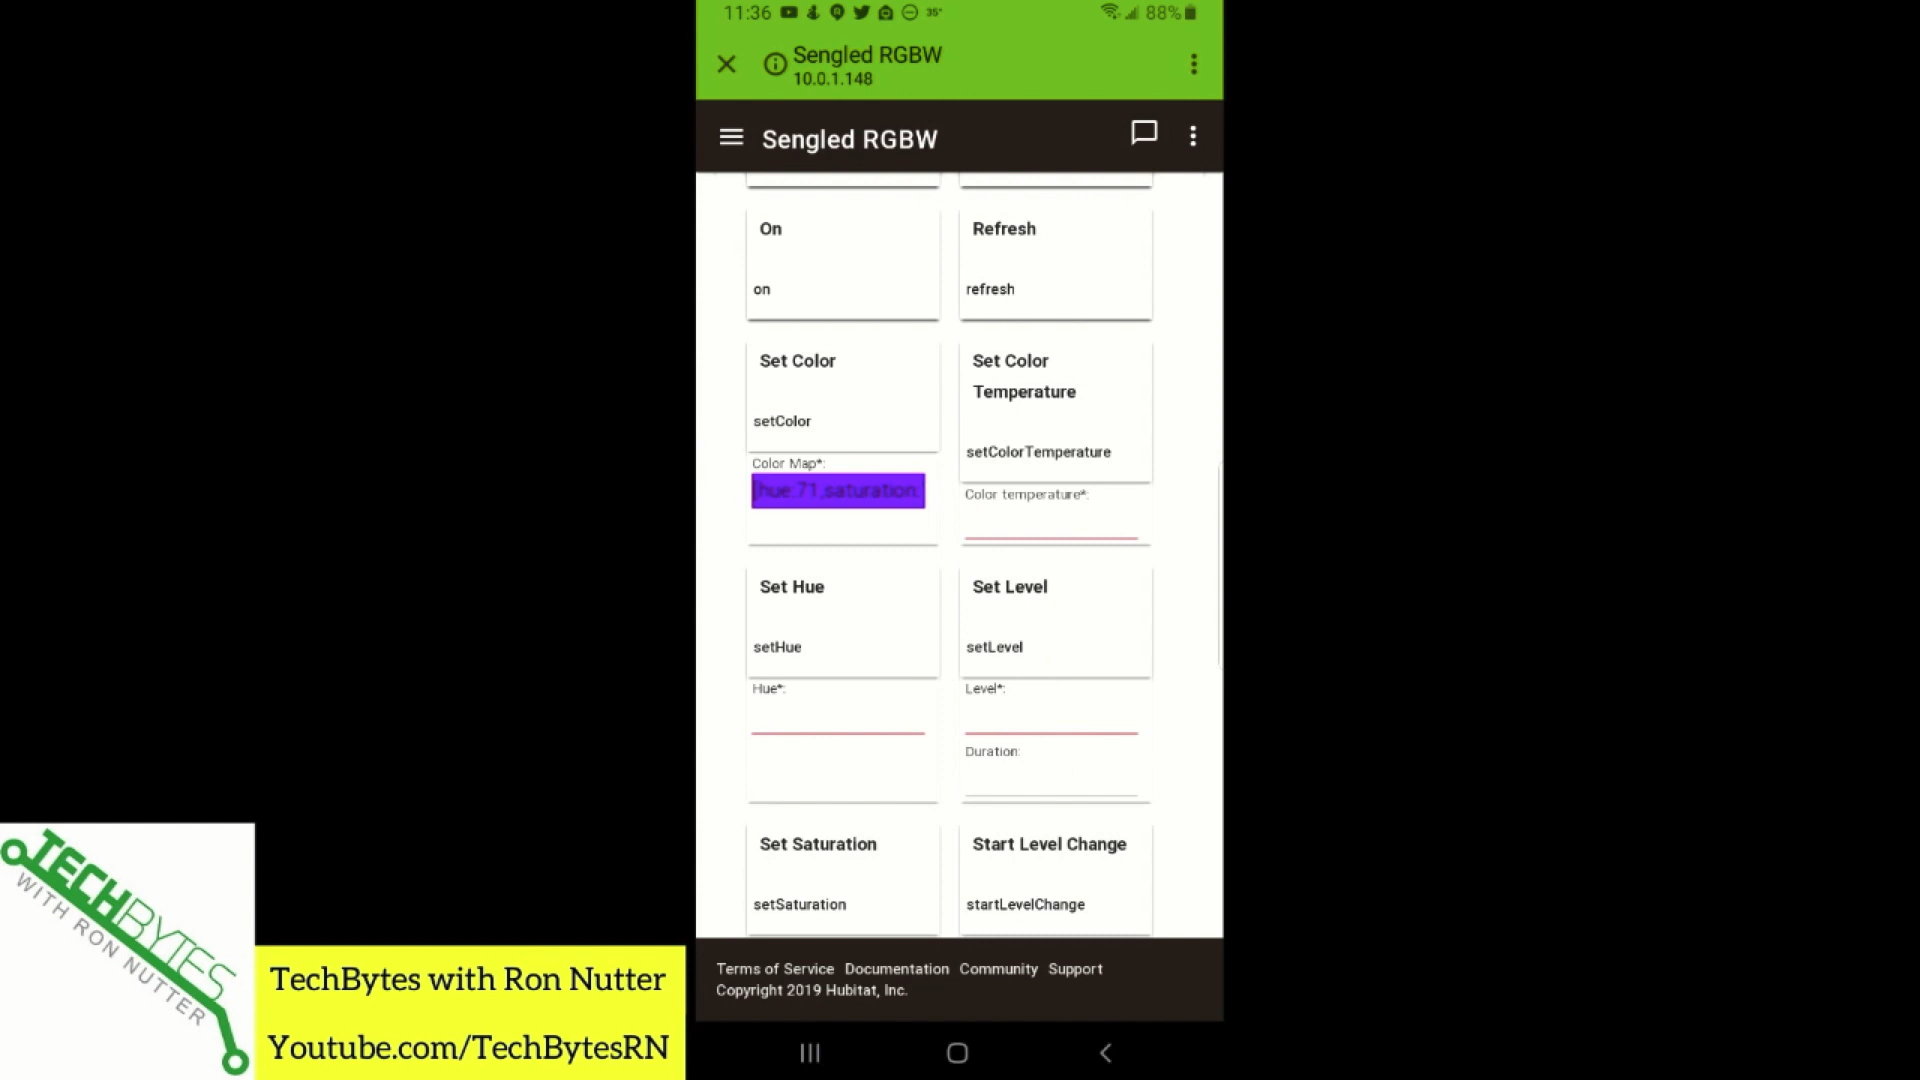 11:36 35° 88%
Sengled RGBW
10.0.1.148
Sengled RGBW
On
Refresh
on
refresh
Set Color
Set Color
Temperature
setColor
setColorTemperature
Color Map*:
[hue:71,saturation:
Color temperature*:
Set Hue
Set Level
setHue
setLevel
Hue*:
Level*:
Duration:
Set Saturation
Start Level Change
setSaturation
startLevelChange
Terms of Service Documentation Community Support
Copyright 2019 Hubitat, Inc.
TECHBYTES
WITH RON NUTTER
TechBytes with Ron Nutter
Youtube.com/TechBytesRN